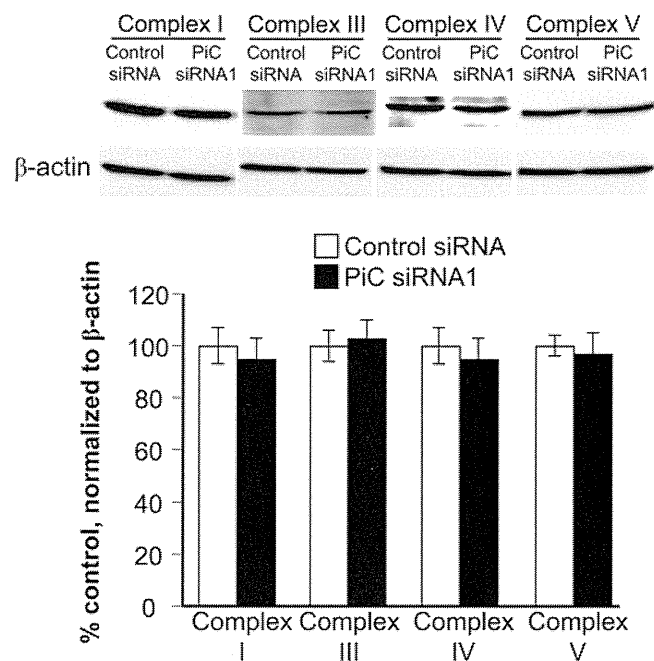 Complex I Complex III Complex IV Complex V
Control PiC Control PiC Control PiC Control PiC
siRNA siRNA1 siRNA siRNA1 siRNA siRNA1 siRNA siRNA1
β-actin
Control siRNA
PiC siRNA1
% control, normalized to β-actin
120
100
80
60
40
20
0
Complex Complex Complex Complex
I III IV V